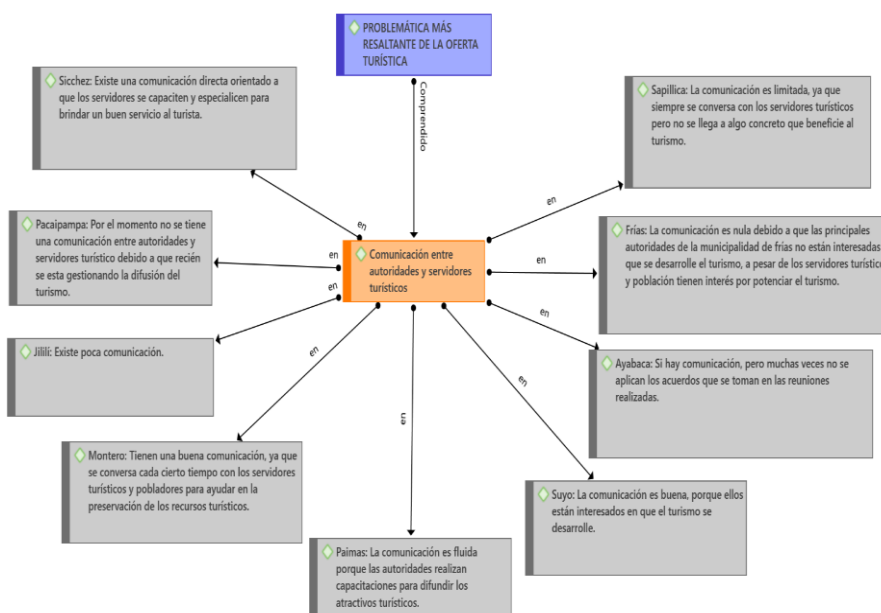 PROBLEMÁTICA MÁS
RESALTANTE DE LA OFERTA
TURÍSTICA
Comprendido
Sicchez: Existe una comunicación directa orientado a
que los servidores se capaciten y especialicen para
brindar un buen servicio al turista.
Sapillica: La comunicación es limitada, ya que
siempre se conversa con los servidores turísticos
pero no se llega a algo concreto que beneficie al
turismo.
en
en
Pacaipampa: Por el momento no se tiene
una comunicación entre autoridades y
servidores turístico debido a que recién
se esta gestionando la difusión del
turismo.
en
Comunicación entre
autoridades y servidores
turísticos
en
Frías: La comunicación es nula debido a que las principales
autoridades de la municipalidad de frías no están interesadas
que se desarrolle el turismo, a pesar de los servidores turístico
y población tienen interés por potenciar el turismo.
en
en
Jililí: Existe poca comunicación.
Ayabaca: Si hay comunicación, pero muchas veces no se
aplican los acuerdos que se toman en las reuniones
realizadas.
en
en
en
Montero: Tienen una buena comunicación, ya que
se conversa cada cierto tiempo con los servidores
turísticos y pobladores para ayudar en la
preservación de los recursos turísticos.
Suyo: La comunicación es buena, porque ellos
están interesados en que el turismo se
desarrolle.
Paimas: La comunicación es fluida
porque las autoridades realizan
capacitaciones para difundir los
atractivos turísticos.